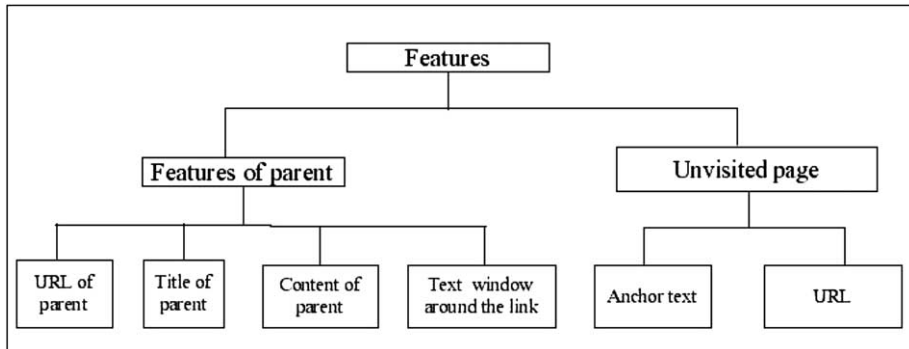 Features
Features of parent
Unvisited page
URL of
parent
Title of
parent
Content of
parent
Text window
around the link
Anchor text
URL